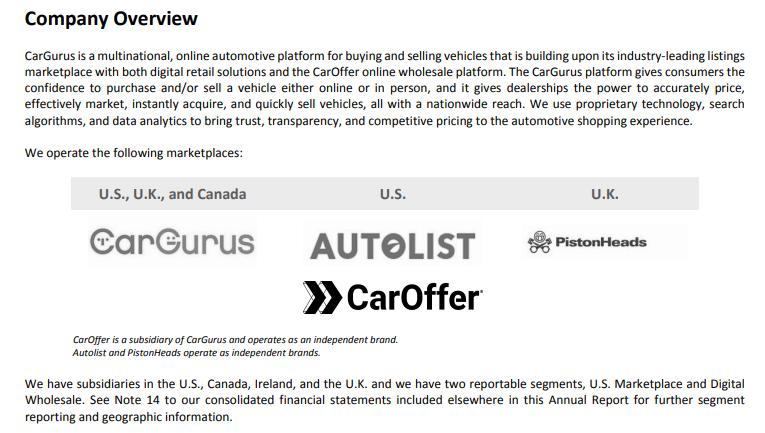 Company Overview
CarGurus is a multinational, online automotive platform for buying and selling vehicles that is building upon its industry-leading listings
marketplace with both digital retail solutions and the CarOffer online wholesale platform. The CarGurus platform gives consumers the
confidence to purchase and/or sell a vehicle either online or in person, and it gives dealerships the power to accurately price,
effectively market, instantly acquire, and quickly sell vehicles, all with a nationwide reach. We use proprietary technology, search
algorithms, and data analytics to bring trust, transparency, and competitive pricing to the automotive shopping experience.
We operate the following marketplaces:
U.S., U.K., and Canada U.S. U.K.
CarGurus AUTOLIST PistonHeads
CarOffer
CarOffer is a subsidiary of CarGurus and operates as an independent brand.
Autolist and PistonHeads operate as independent brands.
We have subsidiaries in the U.S., Canada, Ireland, and the U.K. and we have two reportable segments, U.S. Marketplace and Digital
Wholesale. See Note 14 to our consolidated financial statements included elsewhere in this Annual Report for further segment
reporting and geographic information.